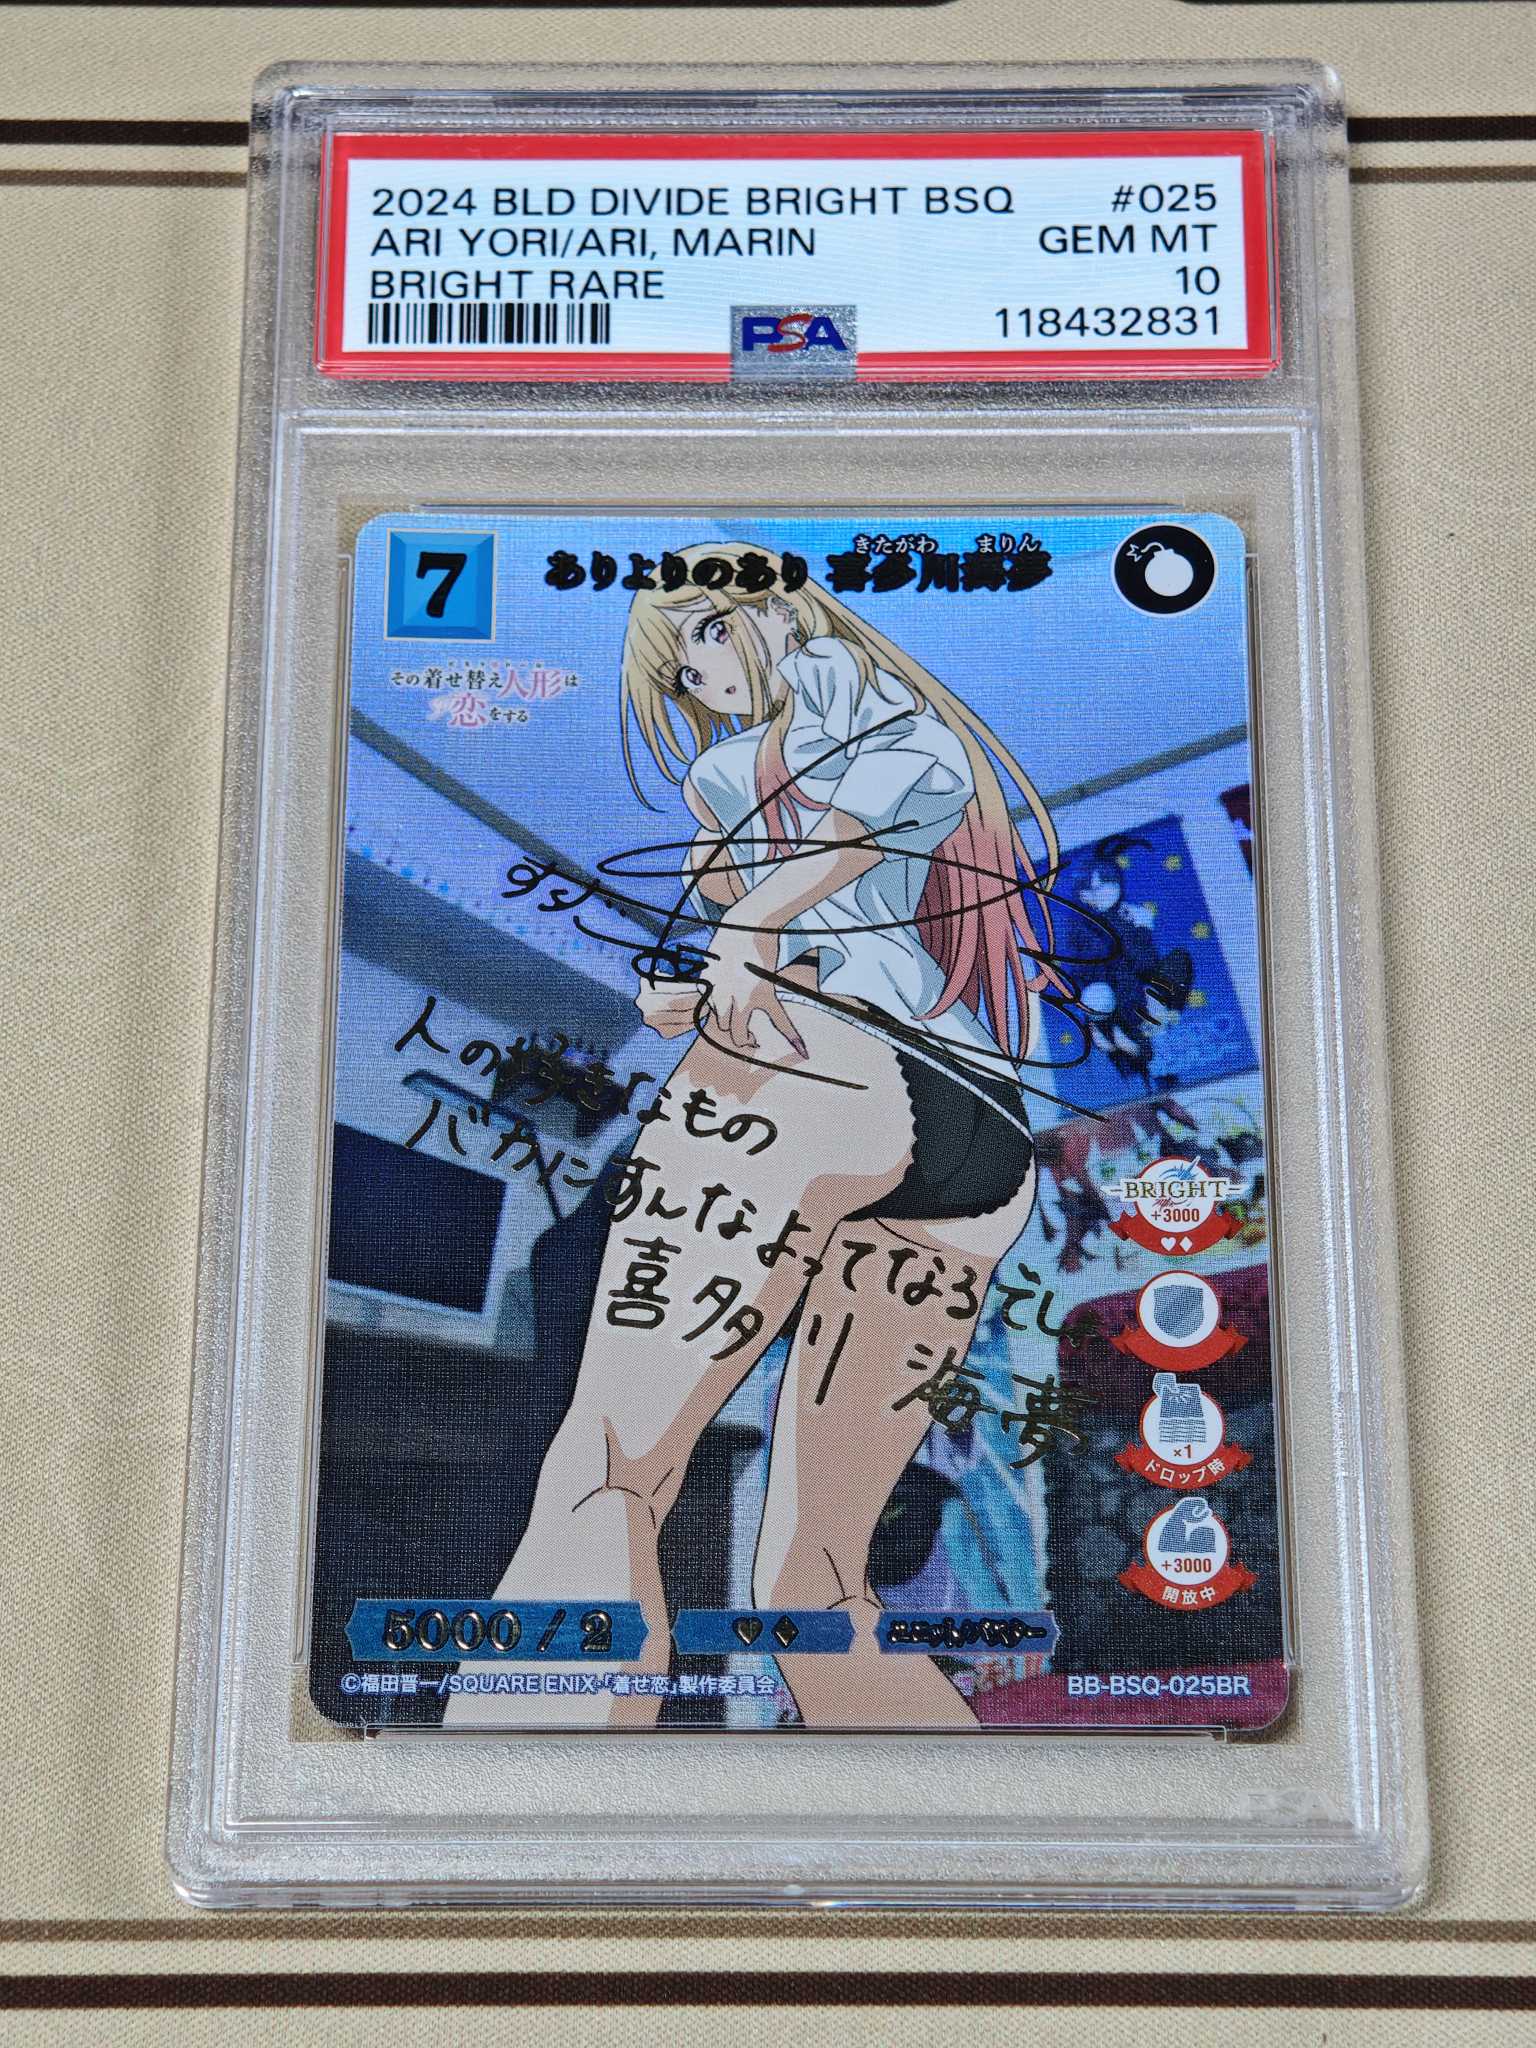 2024 BLD DIVIDE BRIGHT BSQ #025
ARI YORI/ARI, MARIN GEM MT
BRIGHT RARE 10
118432831
PSA
7
きたがわ まりん
ありよりのあり 喜多川海夢
その着せ替え人形は
恋をする
すぐに
人の好きなもの
バカにすんなよってなるでしょ。
喜多川 海夢
BRIGHT
+3000
×1
ドロップ時
+3000
開放中
5000 / 2
©福田晋一/SQUARE ENIX・「着せ恋」製作委員会
BB-BSQ-025BR
PSA